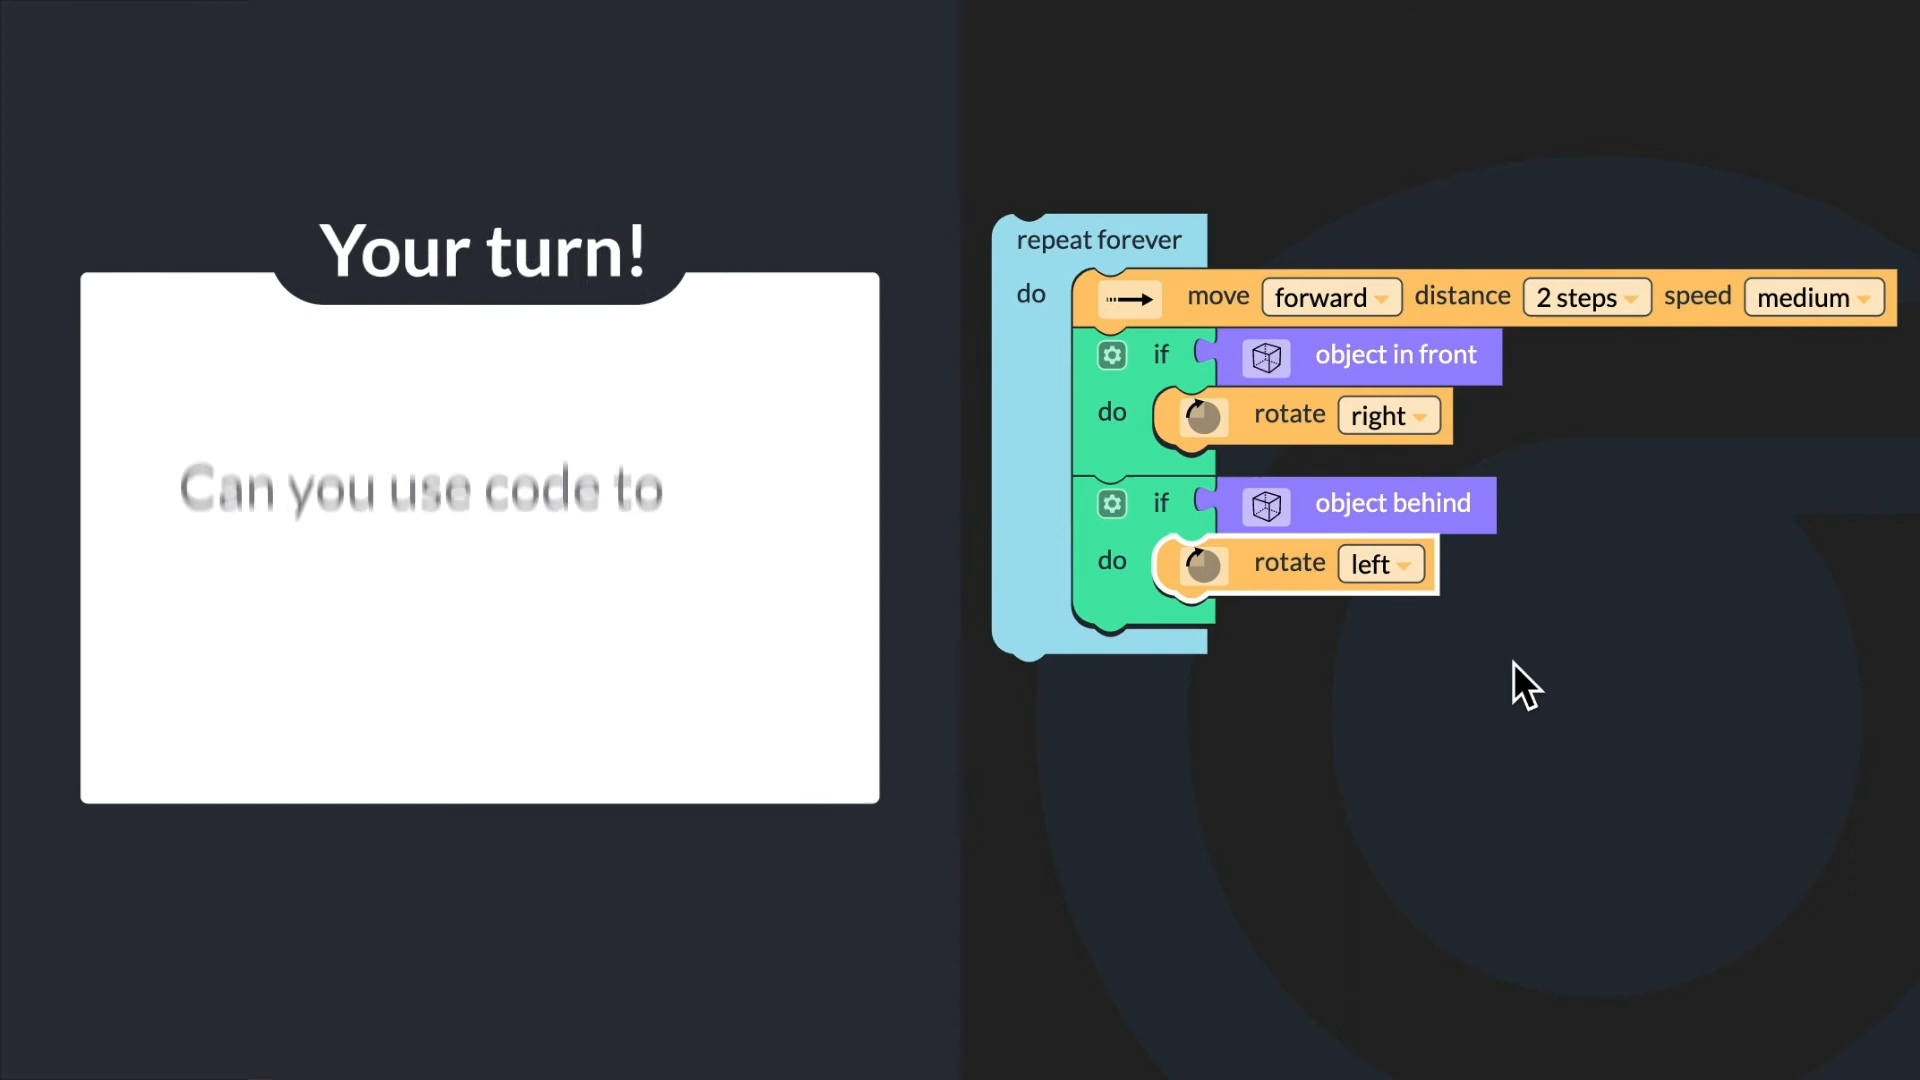 Your turn!
Can you use code to
repeat forever
do
move forward distance 2 steps speed medium
if object in front
do rotate right
if object behind
do rotate left